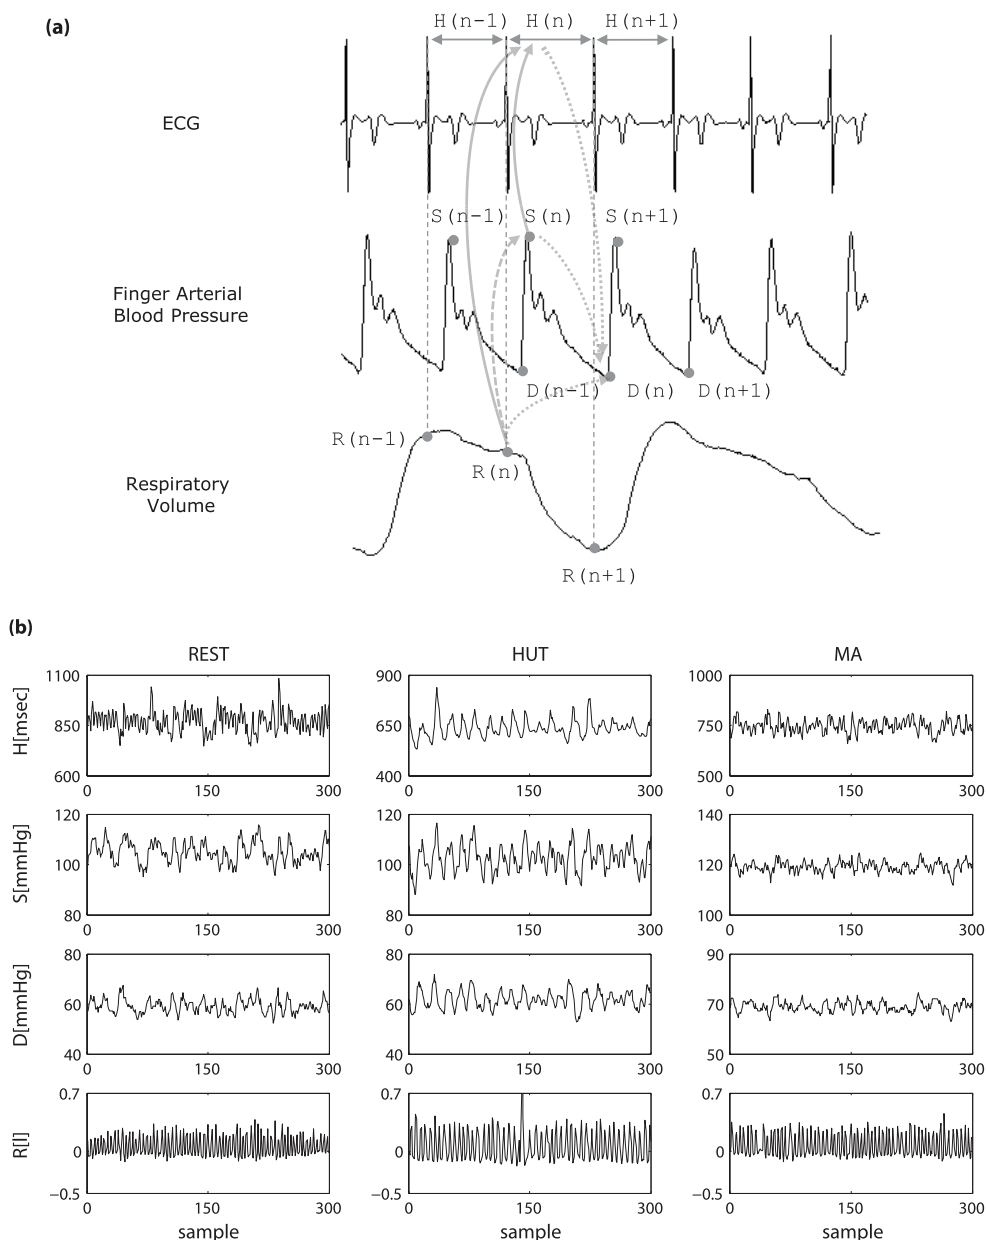 (a)
H(n-1) H(n) H(n+1)
ECG
S(n-1) S(n) S(n+1)
Finger Arterial
Blood Pressure
D(n-1) D(n) D(n+1)
R(n-1)
R(n)
Respiratory
Volume
R(n+1)
(b)
REST HUT MA
H[msec]
1100 900 1000
850 650 750
600 400 500
0 150 300 0 150 300 0 150 300
S[mmHg]
120 120 140
100 100 120
80 80 100
0 150 300 0 150 300 0 150 300
D[mmHg]
80 80 90
60 60 70
40 40 50
0 150 300 0 150 300 0 150 300
R[l]
0.7 0.7 0.7
0 0 0
−0.5 −0.5 −0.5
0 150 300 0 150 300 0 150 300
sample sample sample